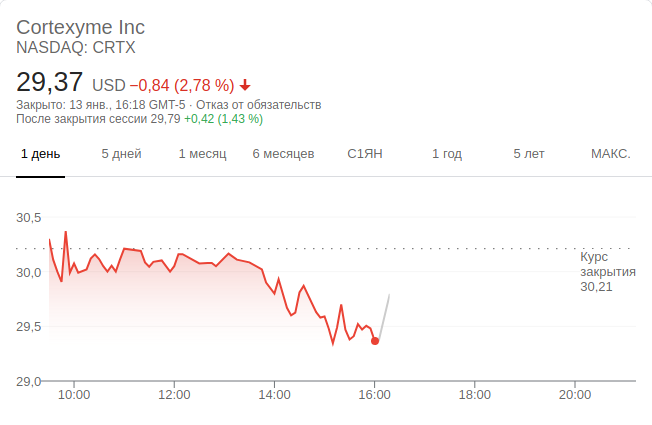 Cortexyme Inc
NASDAQ: CRTX
29,37 USD −0,84 (2,78 %)
Закрыто: 13 янв., 16:18 GMT-5 · Отказ от обязательств
После закрытия сессии 29,79 +0,42 (1,43 %)
1 день 5 дней 1 месяц 6 месяцев С1ЯН 1 год 5 лет МАКС.
30,5
Курс
закрытия
30,21
30,0
29,5
29,0
10:00 12:00 14:00 16:00 18:00 20:00